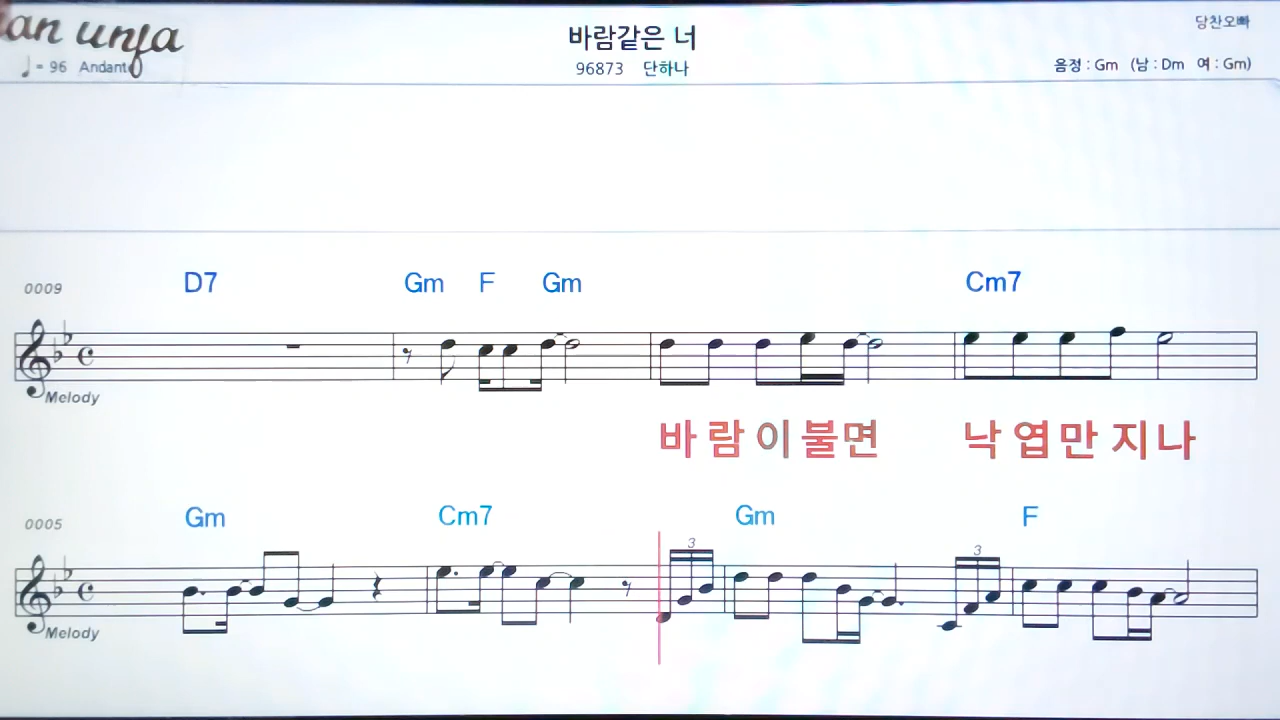 바람같은 너
당찬오빠
♩= 96 Andante
96873 단하나
음정 : Gm (남 : Dm 여 : Gm)
0009
D7 Gm F Gm Cm7
Melody
바 람 이 불 면 낙 엽 만 지 나
0005
Gm Cm7 Gm F
3 3
Melody